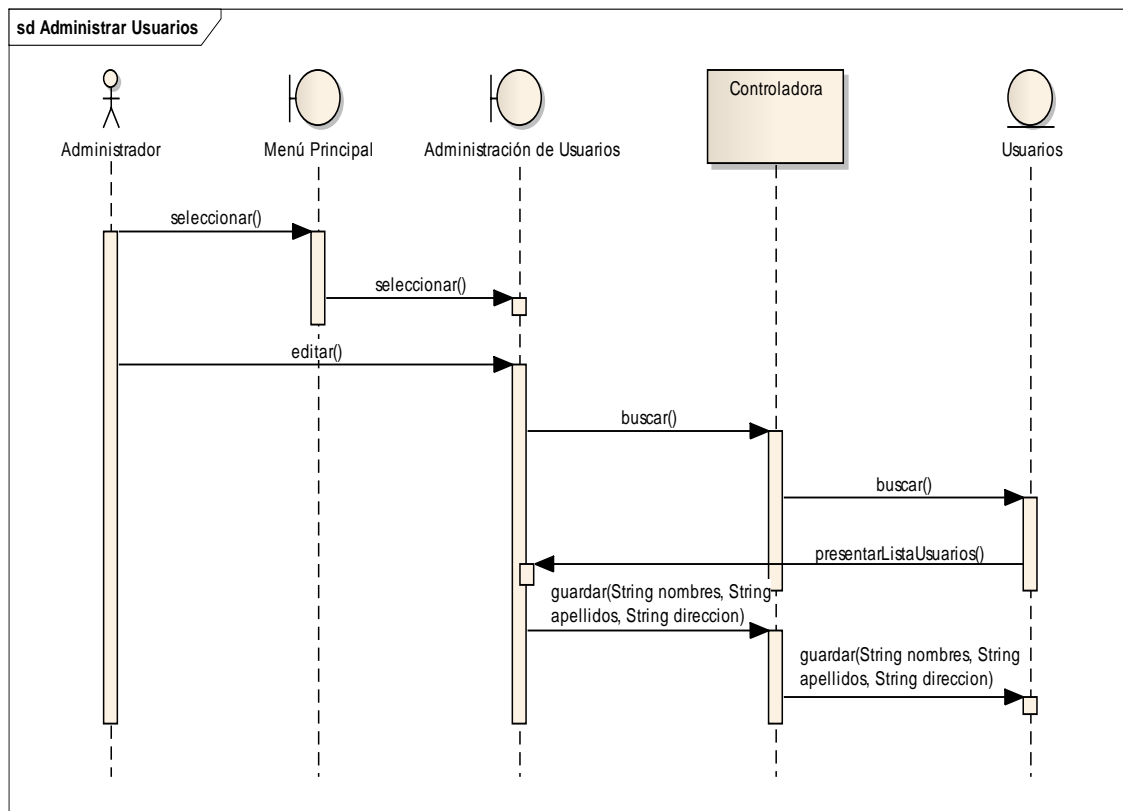 sd Administrar Usuarios
Administrador
Menú Principal
Administración de Usuarios
Controladora
Usuarios
seleccionar()
seleccionar()
editar()
buscar()
buscar()
presentarListaUsuarios()
guardar(String nombres, String
apellidos, String direccion)
guardar(String nombres, String
apellidos, String direccion)